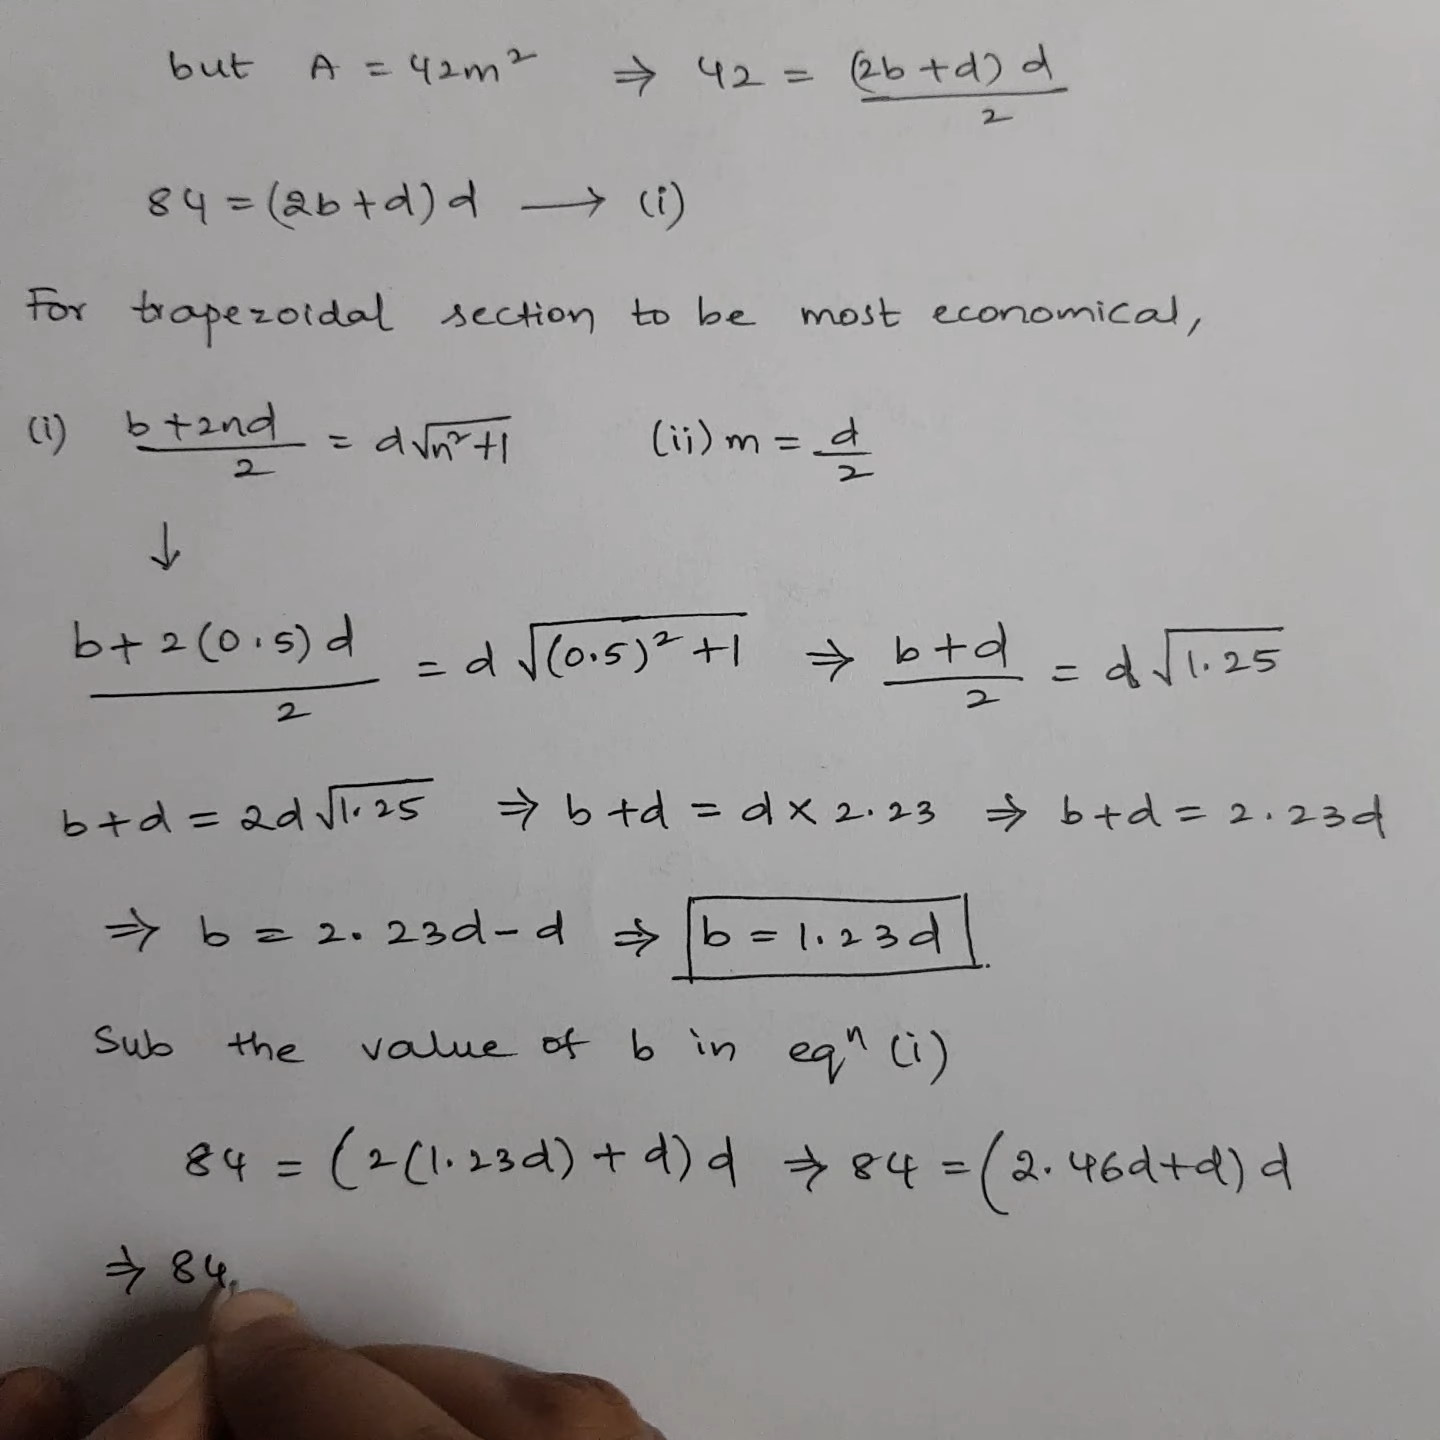 but A = 42m² ⇒ 42 = (2b+d)d/2
84 = (2b+d)d ⟶ (i)
For trapezoidal section to be most economical,
(i) b+2nd/2 = d√(n²+1) (ii) m = d/2
↓
b+2(0.5)d/2 = d√((0.5)²+1) ⇒ b+d/2 = d√1.25
b+d = 2d√1.25 ⇒ b+d = d×2.23 ⇒ b+d = 2.23d
⇒ b = 2.23d-d ⇒ b = 1.23d
Sub the value of b in eqⁿ (i)
84 = (2(1.23d)+d)d ⇒ 84 = (2.46d+d)d
⇒ 84